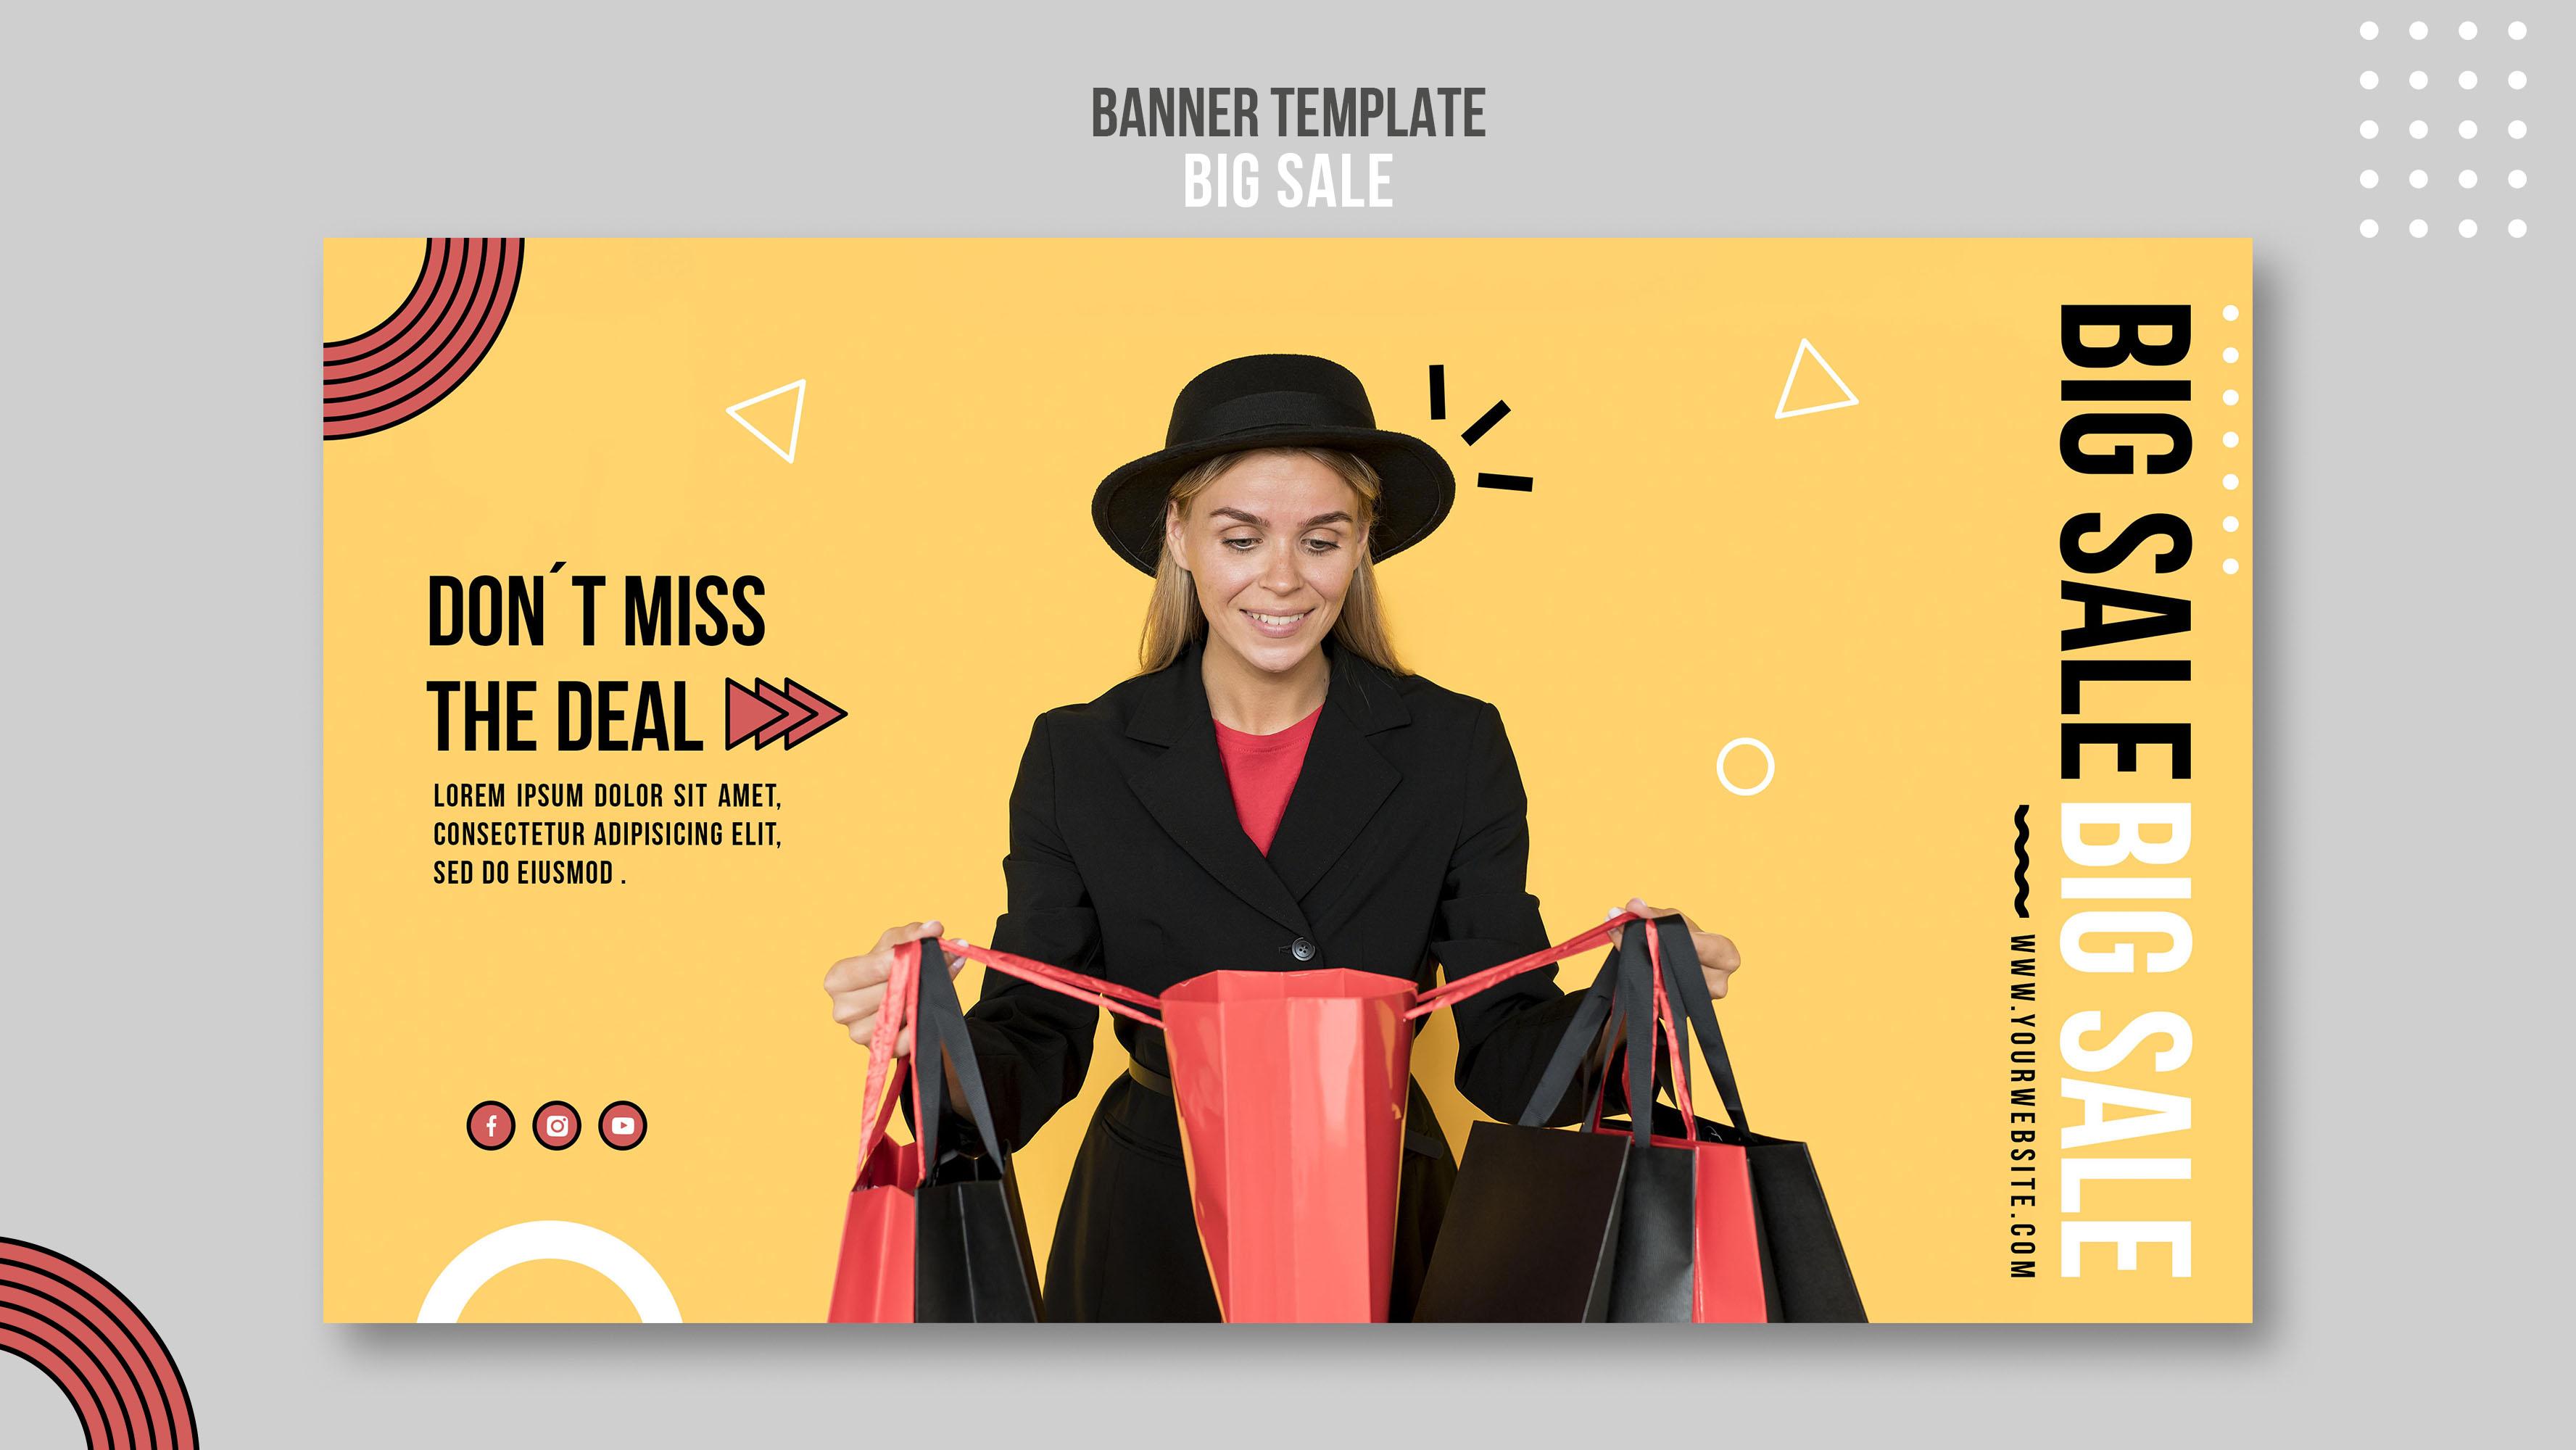 BANNER TEMPLATE
BIG SALE
DON´T MISS
THE DEAL
LOREM IPSUM DOLOR SIT AMET,
CONSECTETUR ADIPISICING ELIT,
SED DO EIUSMOD .
BIG SALE BIG SALE
WWW.YOURWEBSITE.COM